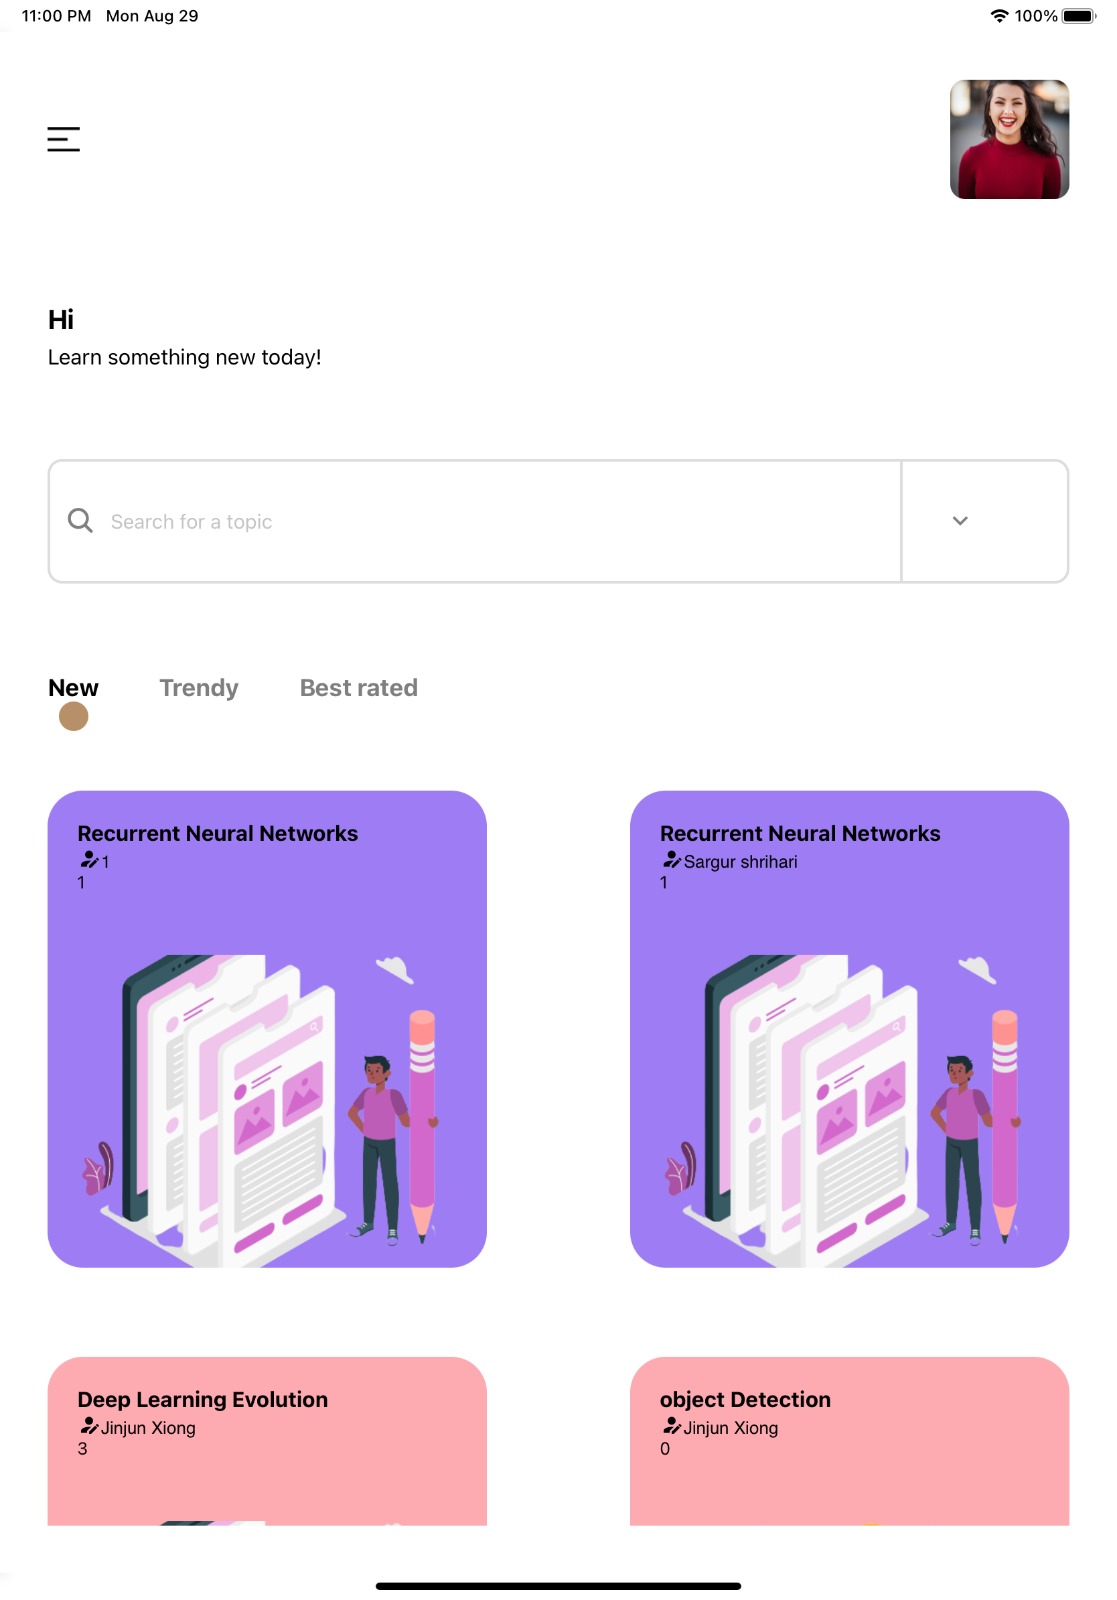 11:00 PM Mon Aug 29
100%
Hi
Learn something new today!
Search for a topic
New Trendy Best rated
Recurrent Neural Networks
1
1
Recurrent Neural Networks
Sargur shrihari
1
Deep Learning Evolution
Jinjun Xiong
3
object Detection
Jinjun Xiong
0